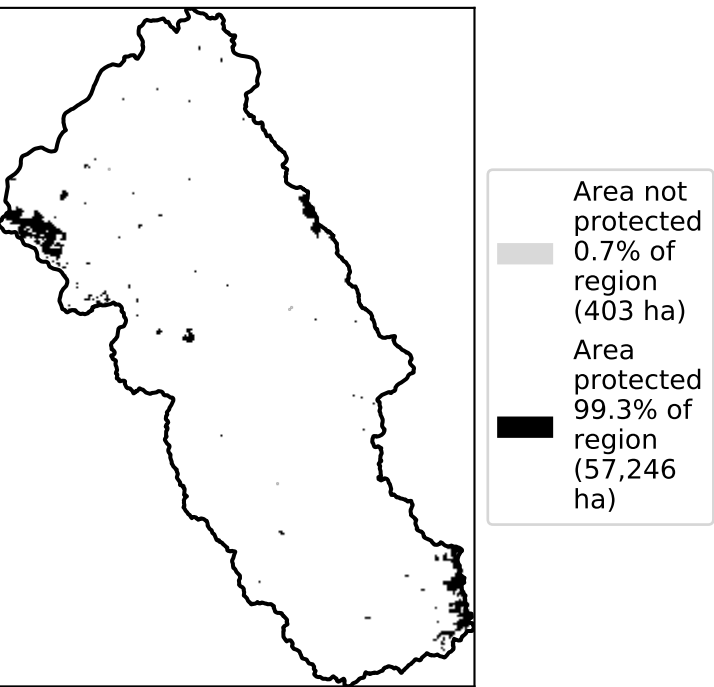 Area not
protected
0.7% of
region
(403 ha)
Area
protected
99.3% of
region
(57,246
ha)